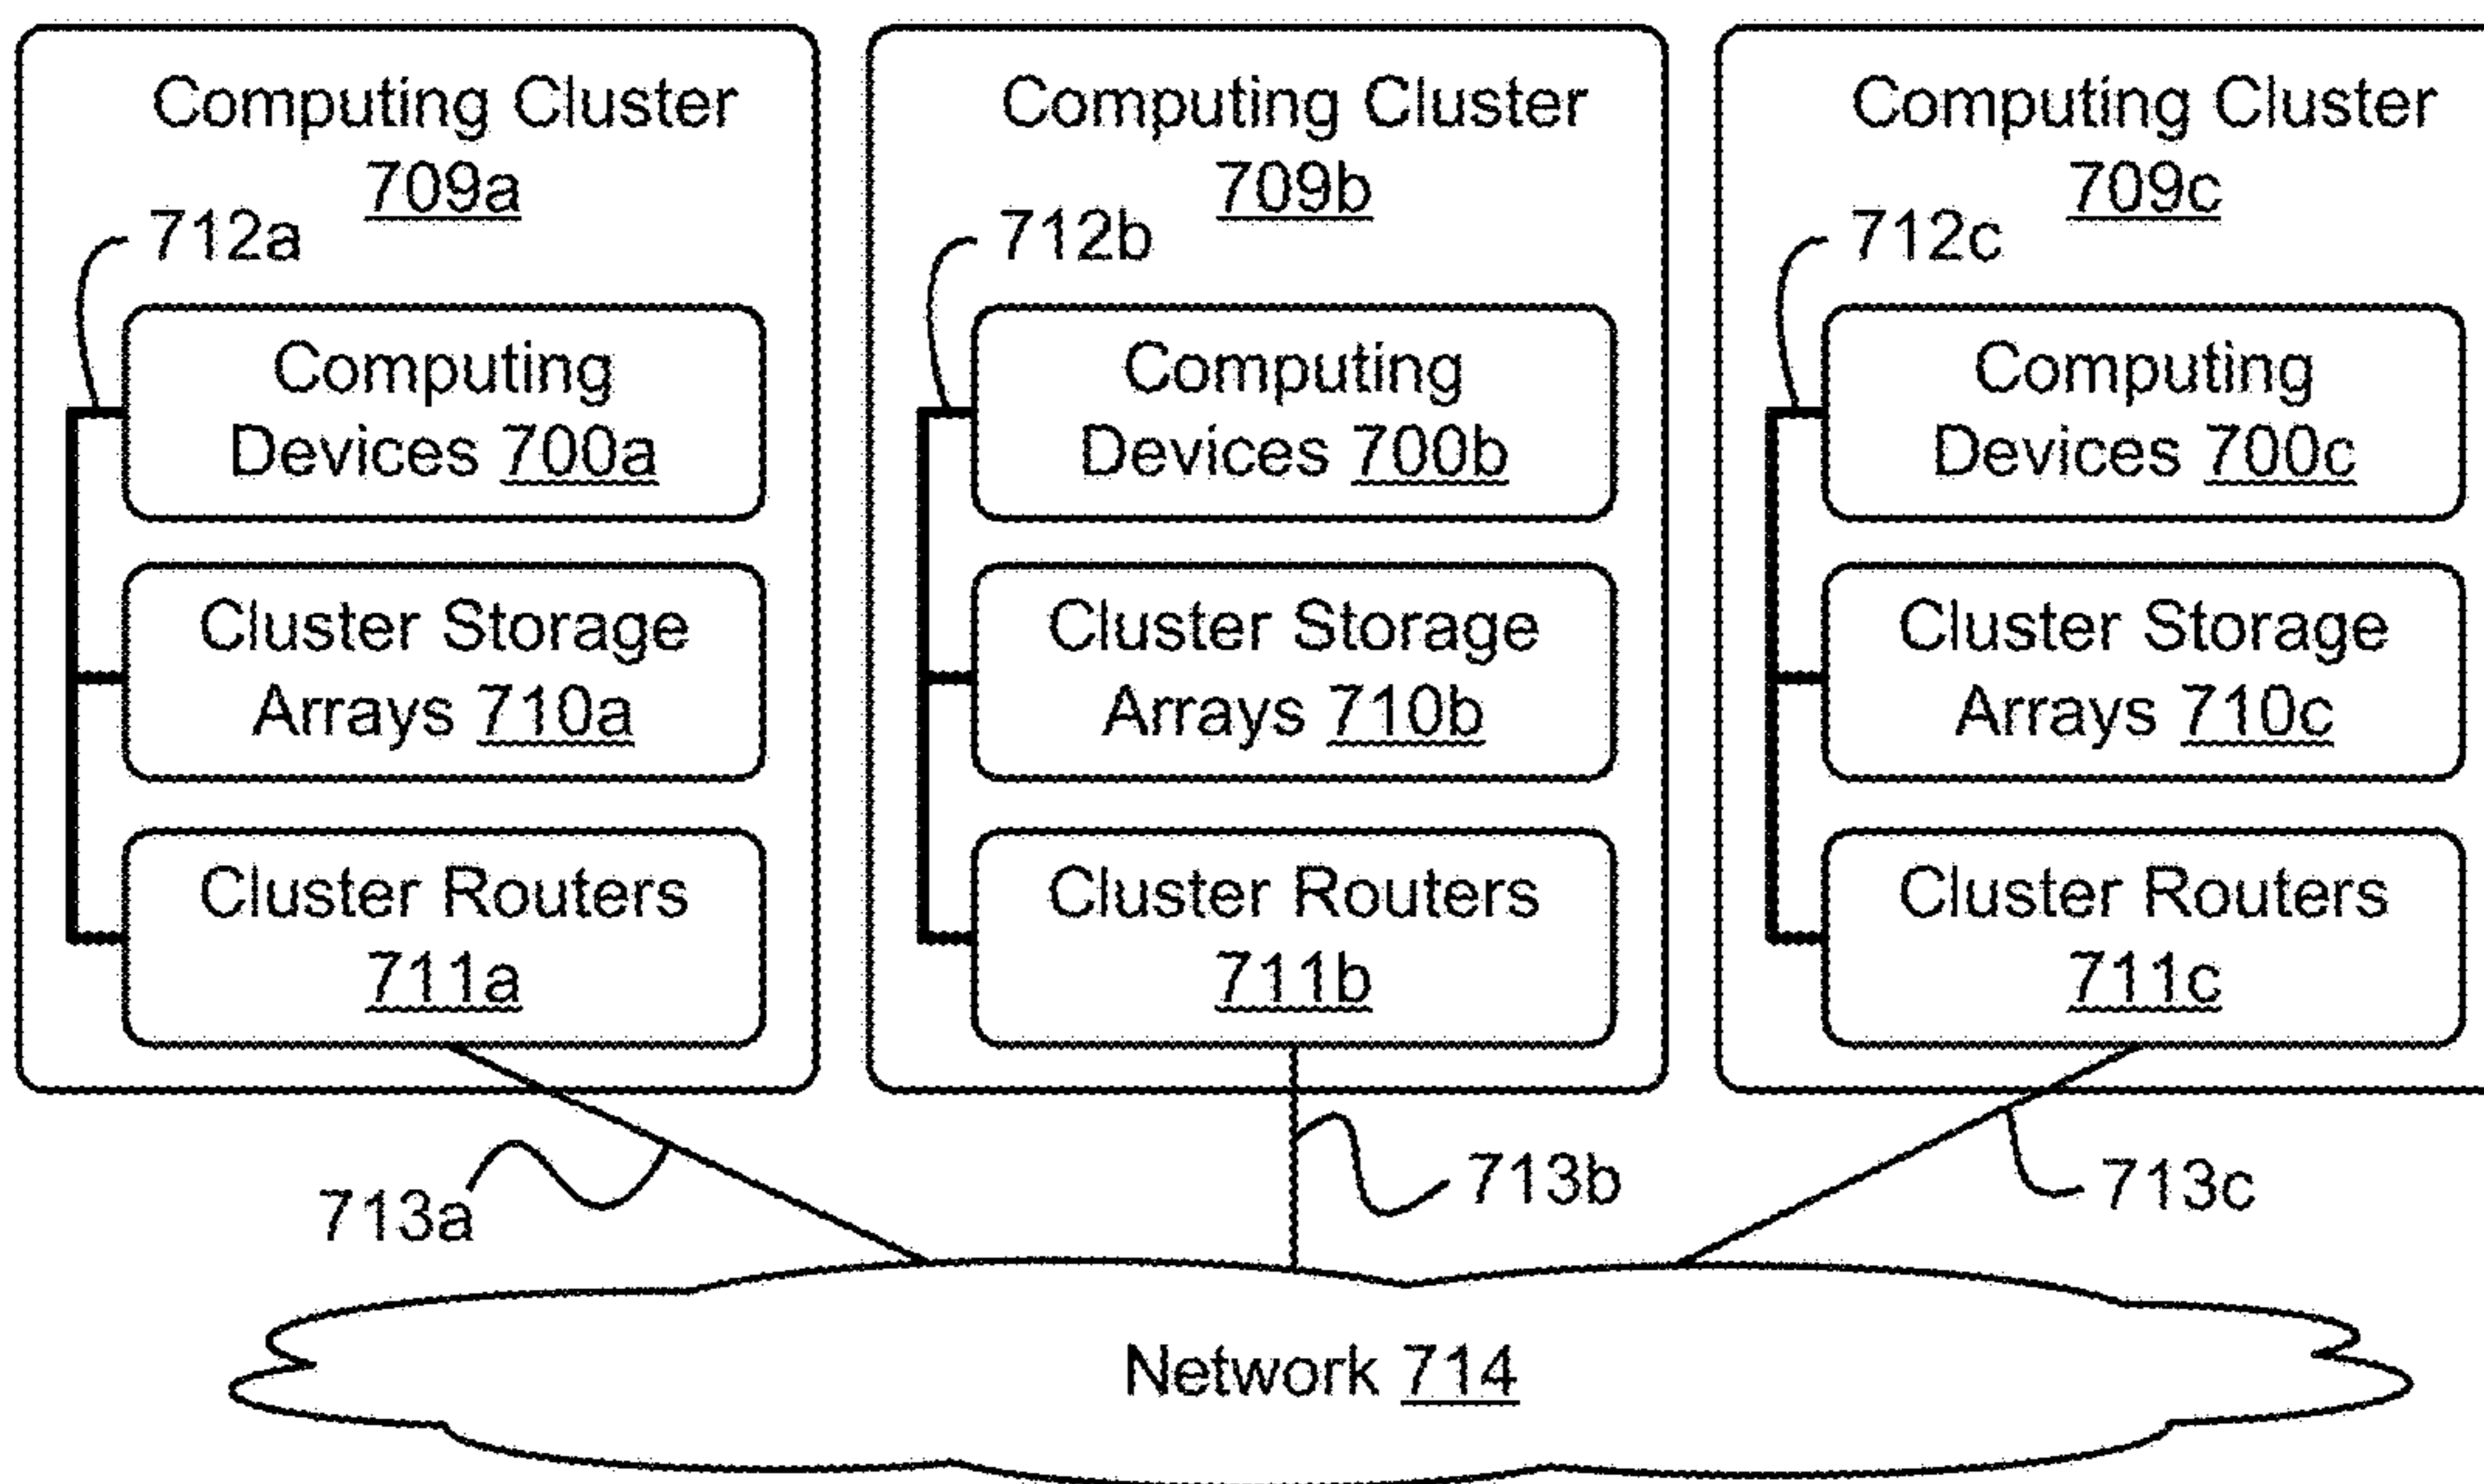 Computing Cluster
709a
712a
Computing
Devices 700a
Cluster Storage
Arrays 710a
Cluster Routers
711a
Computing Cluster
709b
712b
Computing
Devices 700b
Cluster Storage
Arrays 710b
Cluster Routers
711b
Computing Cluster
709c
712c
Computing
Devices 700c
Cluster Storage
Arrays 710c
Cluster Routers
711c
713a
713b
713c
Network 714